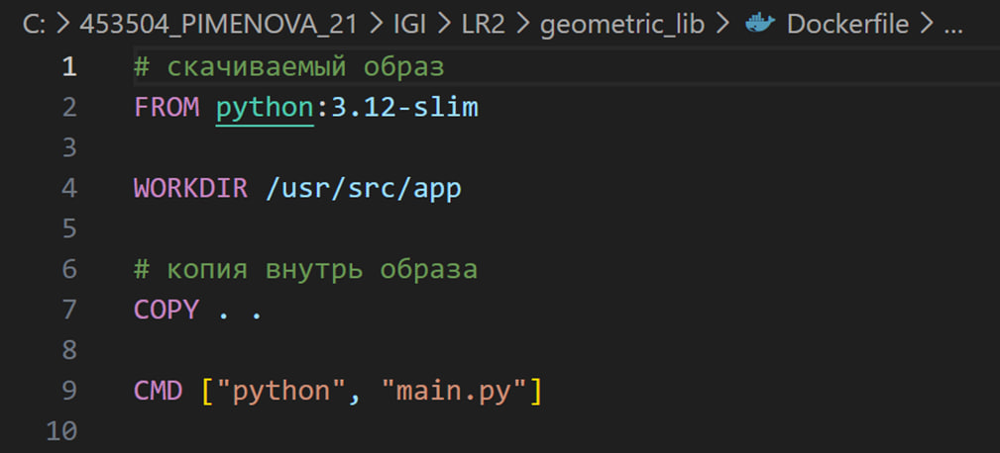 C: > 453504_PIMENOVA_21 > IGI > LR2 > geometric_lib > Dockerfile > ...
1 # скачиваемый образ
2 FROM python:3.12-slim
3
4 WORKDIR /usr/src/app
5
6 # копия внутрь образа
7 COPY . .
8
9 CMD ["python", "main.py"]
10